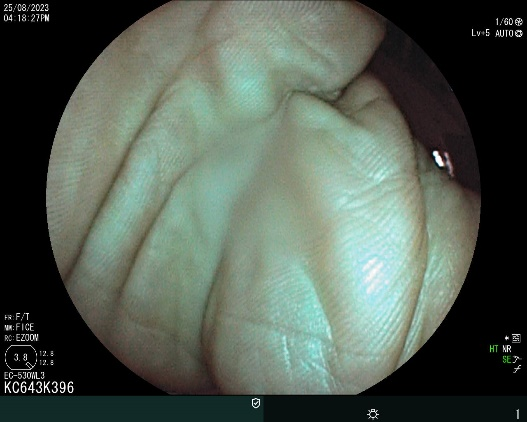 25/08/2023
04:18:27PM
1/60
Lv+5 AUTO
FR:F/T
MM:FICE
RC:EZOOM
3.8
12.8
12.8
EC-530WL3
KC643K396
HT NR
SE
1